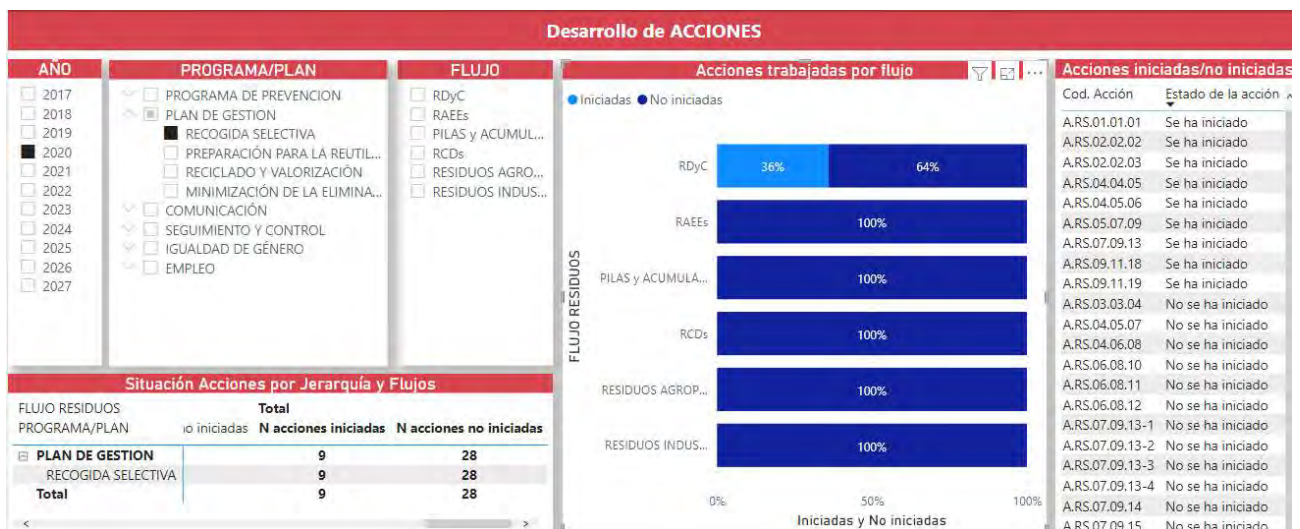 Desarrollo de ACCIONES
AÑO
2017
2018
2019
2020
2021
2022
2023
2024
2025
2026
2027
PROGRAMA/PLAN
PROGRAMA DE PREVENCION
PLAN DE GESTION
RECOGIDA SELECTIVA
PREPARACIÓN PARA LA REUTIL...
RECICLADO Y VALORIZACIÓN
MINIMIZACIÓN DE LA ELIMINA...
COMUNICACIÓN
SEGUIMIENTO Y CONTROL
IGUALDAD DE GÉNERO
EMPLEO
FLUJO
RDyC
RAEEs
PILAS y ACUMUL...
RCDs
RESIDUOS AGRO...
RESIDUOS INDUS...
Situación Acciones por Jerarquía y Flujos
FLUJO RESIDUOS Total
PROGRAMA/PLAN no iniciadas N acciones iniciadas N acciones no iniciadas
PLAN DE GESTION 9 28
RECOGIDA SELECTIVA 9 28
Total 9 28
Acciones trabajadas por flujo
Iniciadas No iniciadas
FLUJO RESIDUOS
RDyC 36% 64%
RAEEs 100%
PILAS y ACUMULA... 100%
RCDs 100%
RESIDUOS AGROP... 100%
RESIDUOS INDUS... 100%
0% 50% 100%
Iniciadas y No iniciadas
Acciones iniciadas/no iniciadas
Cod. Acción Estado de la acción
A.RS.01.01.01 Se ha iniciado
A.RS.02.02.02 Se ha iniciado
A.RS.02.02.03 Se ha iniciado
A.RS.04.04.05 Se ha iniciado
A.RS.04.05.06 Se ha iniciado
A.RS.05.07.09 Se ha iniciado
A.RS.07.09.13 Se ha iniciado
A.RS.09.11.18 Se ha iniciado
A.RS.09.11.19 Se ha iniciado
A.RS.03.03.04 No se ha iniciado
A.RS.04.05.07 No se ha iniciado
A.RS.04.06.08 No se ha iniciado
A.RS.06.08.10 No se ha iniciado
A.RS.06.08.11 No se ha iniciado
A.RS.06.08.12 No se ha iniciado
A.RS.07.09.13-1 No se ha iniciado
A.RS.07.09.13-2 No se ha iniciado
A.RS.07.09.13-3 No se ha iniciado
A.RS.07.09.13-4 No se ha iniciado
A.RS.07.09.14 No se ha iniciado
A.RS.07.09.15 No se ha iniciado